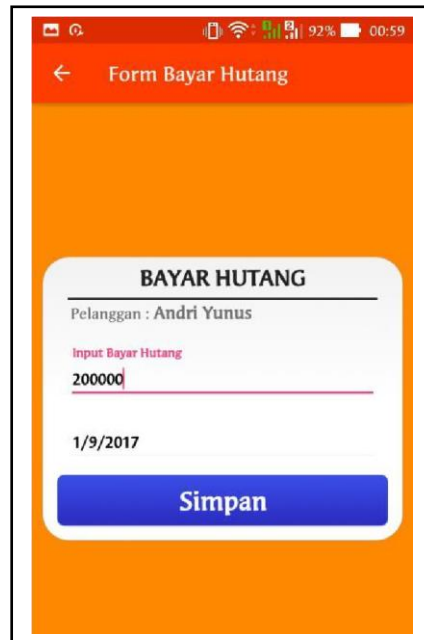 92% 00:59
Form Bayar Hutang
BAYAR HUTANG
Pelanggan : Andri Yunus
Input Bayar Hutang
200000
1/9/2017
Simpan